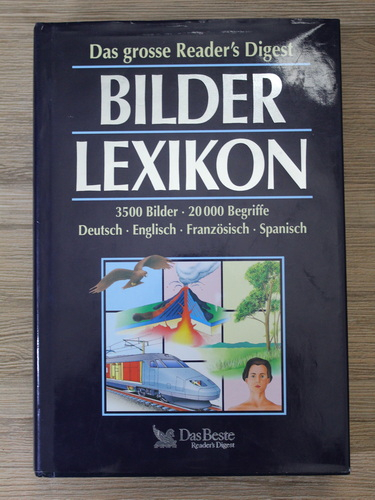 Das grosse Reader's Digest
BILDER
LEXIKON
3500 Bilder · 20 000 Begriffe
Deutsch · Englisch · Französisch · Spanisch
Das Beste
Reader's Digest